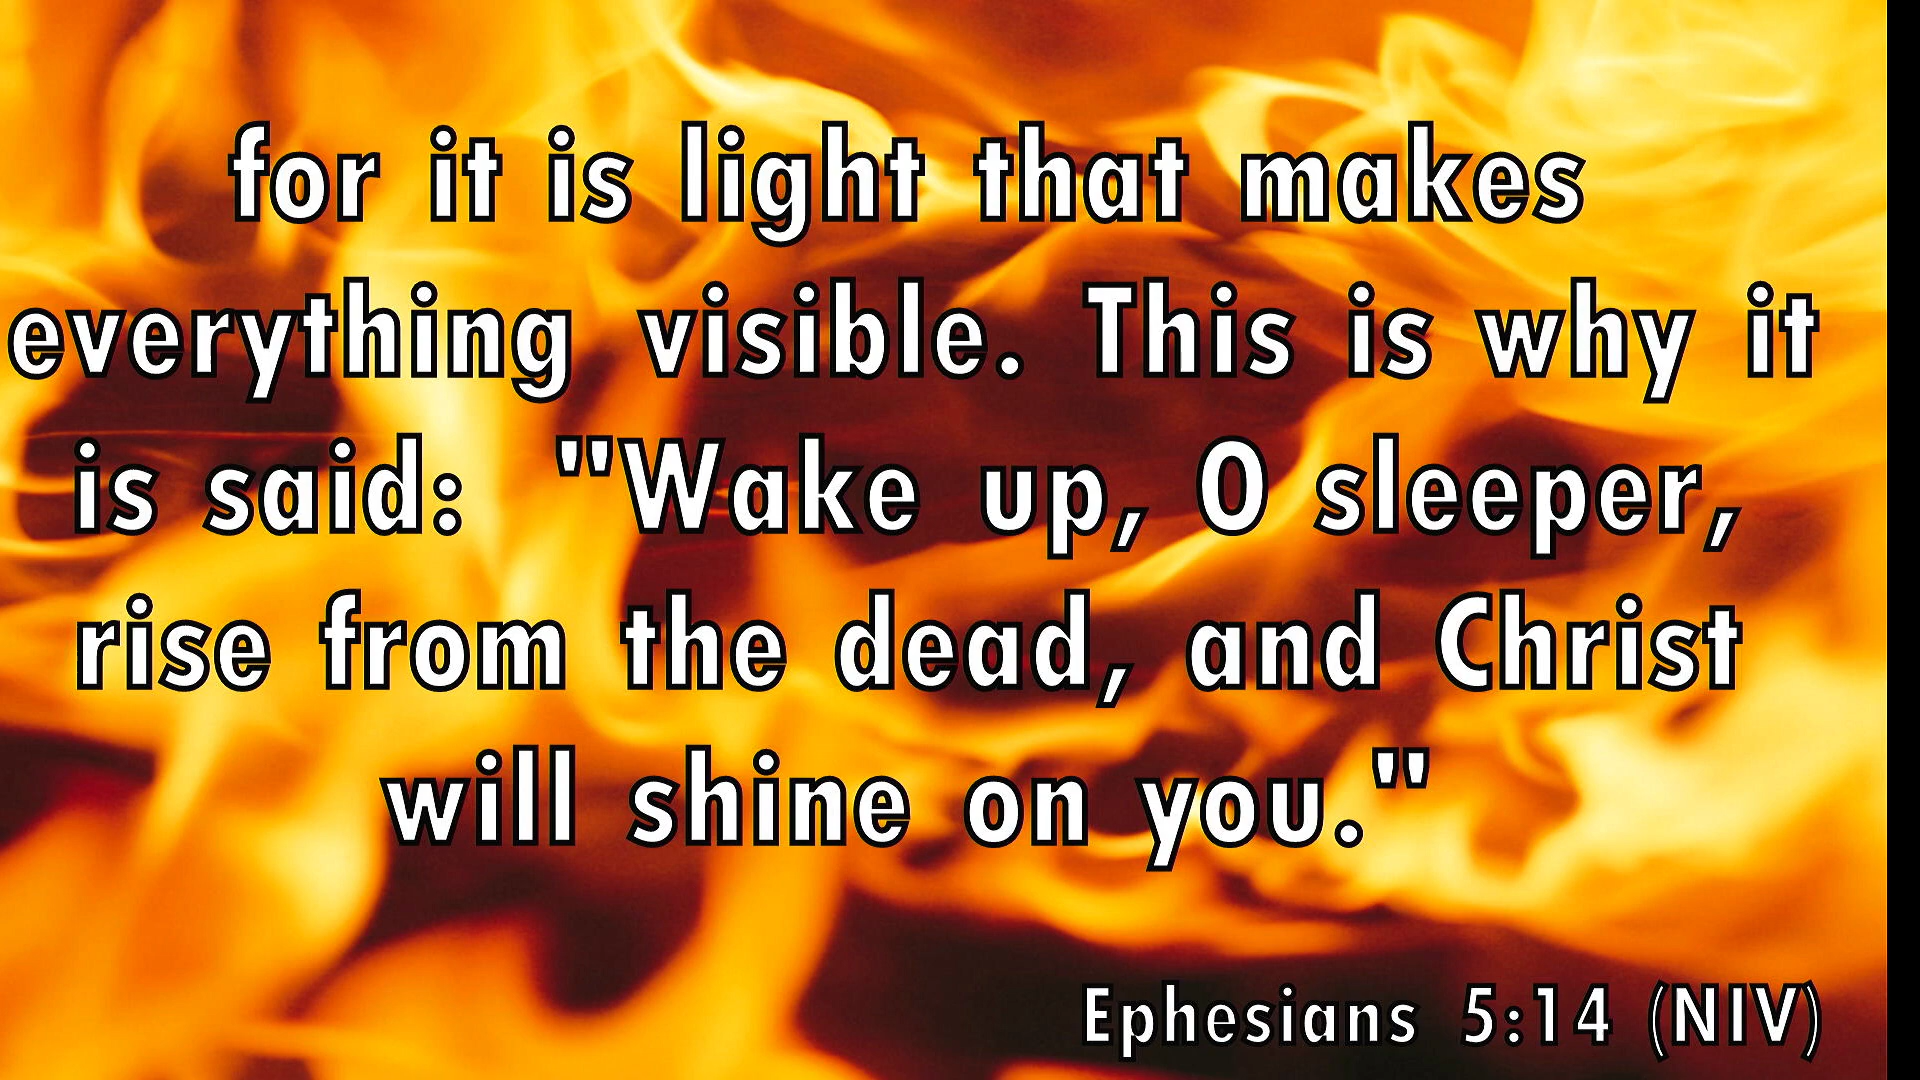 for it is light that makes
everything visible. This is why it
is said: "Wake up, O sleeper,
rise from the dead, and Christ
will shine on you."
Ephesians 5:14 (NIV)